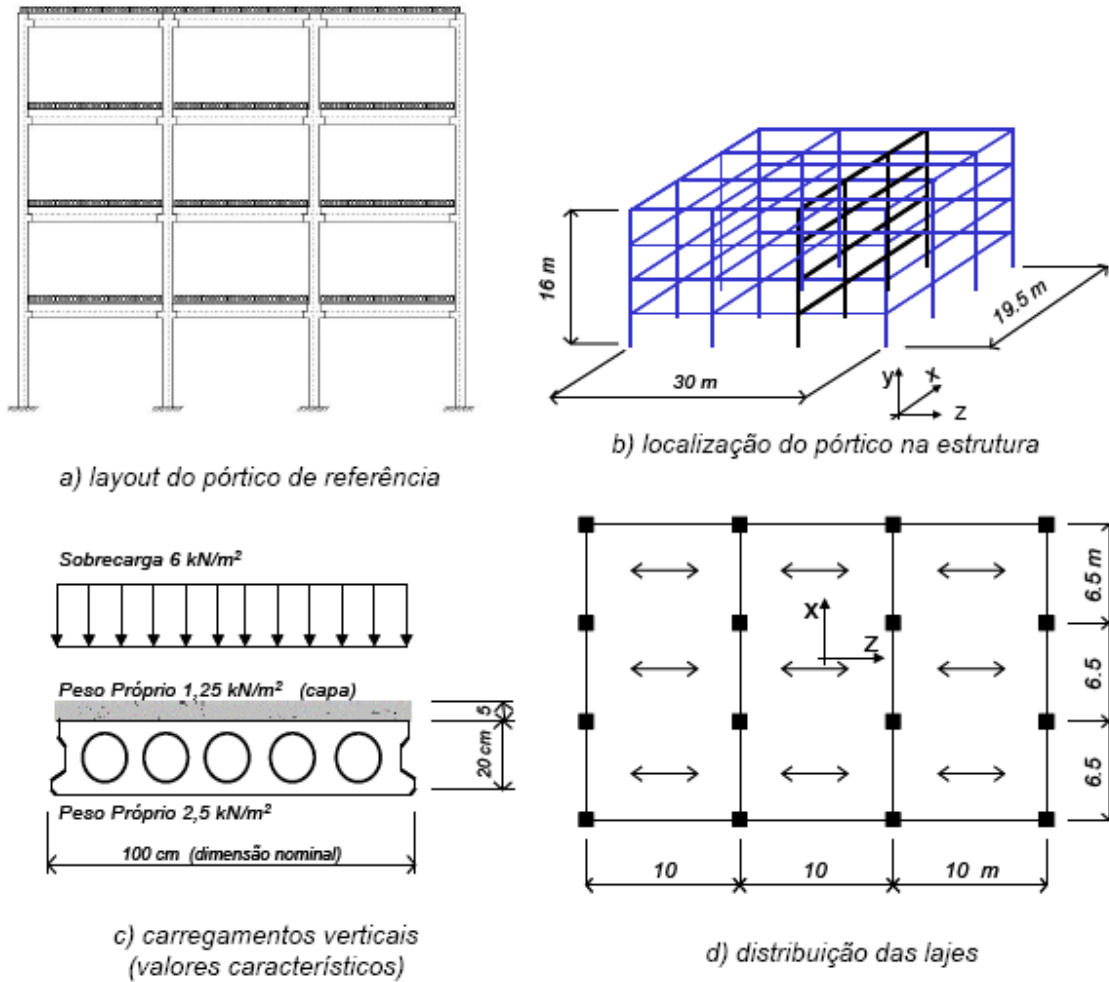 a) layout do pórtico de referência
16 m
30 m
19,5 m
y
x
z
b) localização do pórtico na estrutura
Sobrecarga 6 kN/m²
Peso Próprio 1,25 kN/m² (capa)
5
20 cm
Peso Próprio 2,5 kN/m²
100 cm (dimensão nominal)
c) carregamentos verticais
(valores característicos)
X
Z
6.5 m
6.5
6.5
10
10
10 m
d) distribuição das lajes